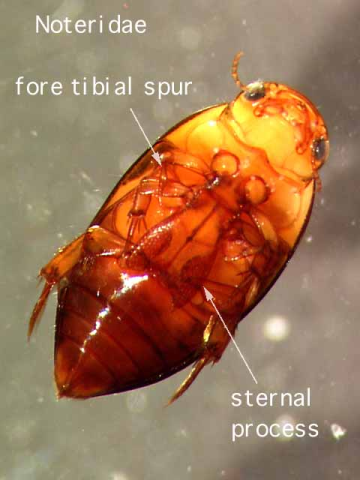 Noteridae
fore tibial spur
sternal
process